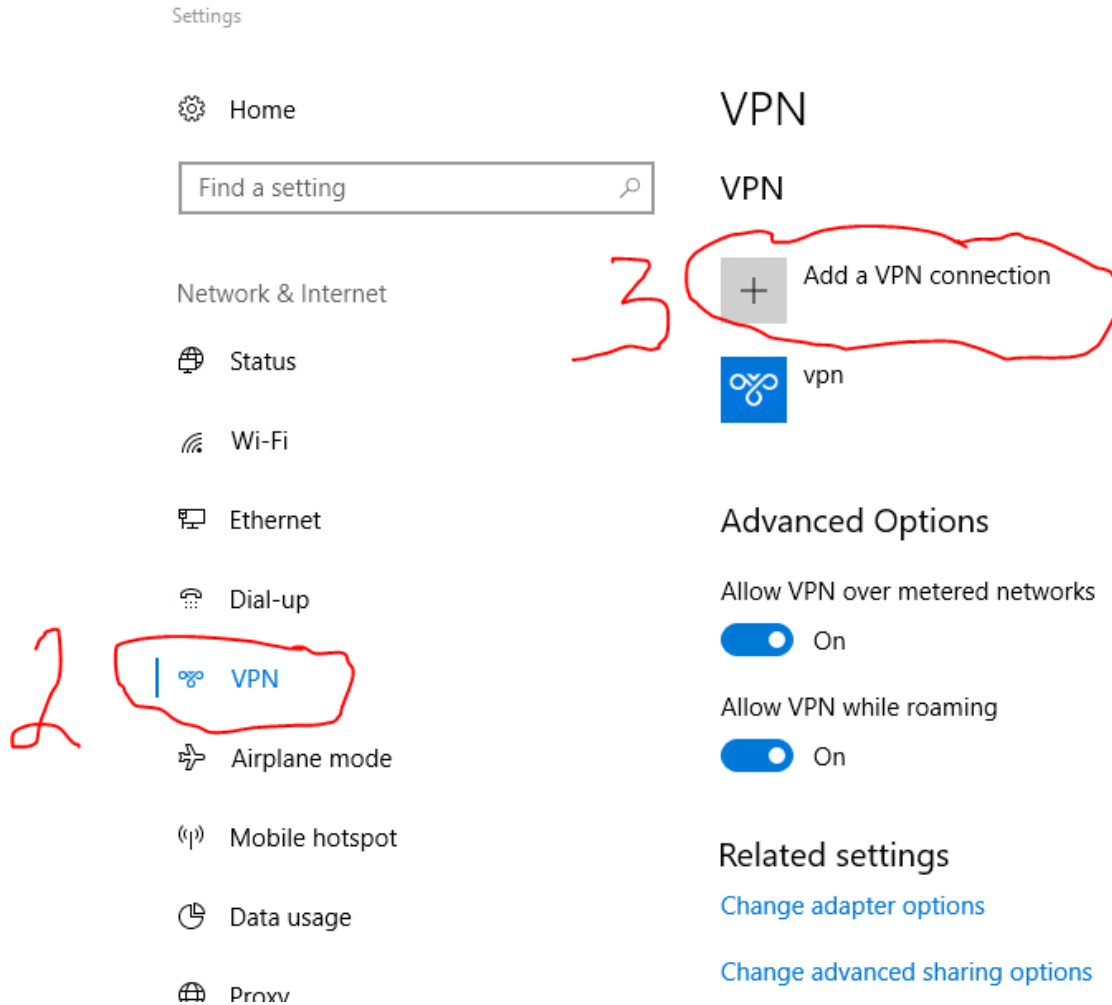 Settings
Home
Find a setting
Network & Internet
Status
Wi-Fi
Ethernet
Dial-up
2
VPN
Airplane mode
Mobile hotspot
Data usage
Proxy
VPN
VPN
3
Add a VPN connection
vpn
Advanced Options
Allow VPN over metered networks
On
Allow VPN while roaming
On
Related settings
Change adapter options
Change advanced sharing options